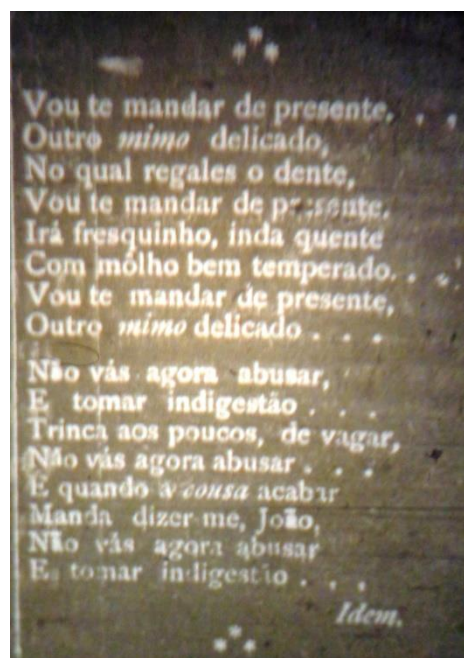 Vou te mandar de presente. . .
Outro mimo delicado,
No qual regales o dente,
Vou te mandar de presente,
Irá fresquinho, inda quente
Com môlho bem temperado. . .
Vou te mandar de presente,
Outro mimo delicado . . .
Não vás agora abusar,
E tomar indigestão . . .
Trinca aos poucos, de vagar,
Não vás agora abusar . . .
E quando a cousa acabar
Manda dizer-me, João,
Não vás agora abusar
E tomar indigestão . . .
Idem.